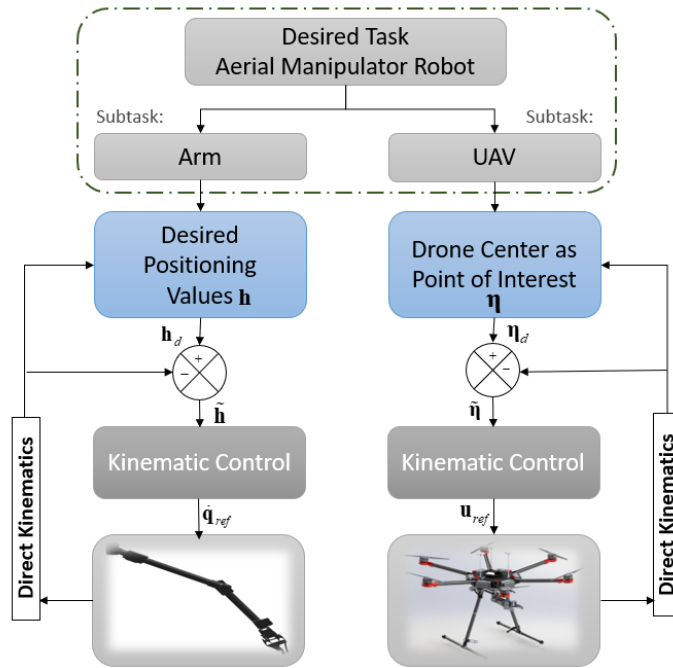 Desired Task
Aerial Manipulator Robot
Subtask:
Subtask:
Arm
UAV
Desired
Positioning
Values h
Drone Center as
Point of Interest
η
h_d
η_d
+
−
+
−
h̃
η̃
Kinematic Control
Kinematic Control
q̇_ref
u_ref
Direct Kinematics
Direct Kinematics